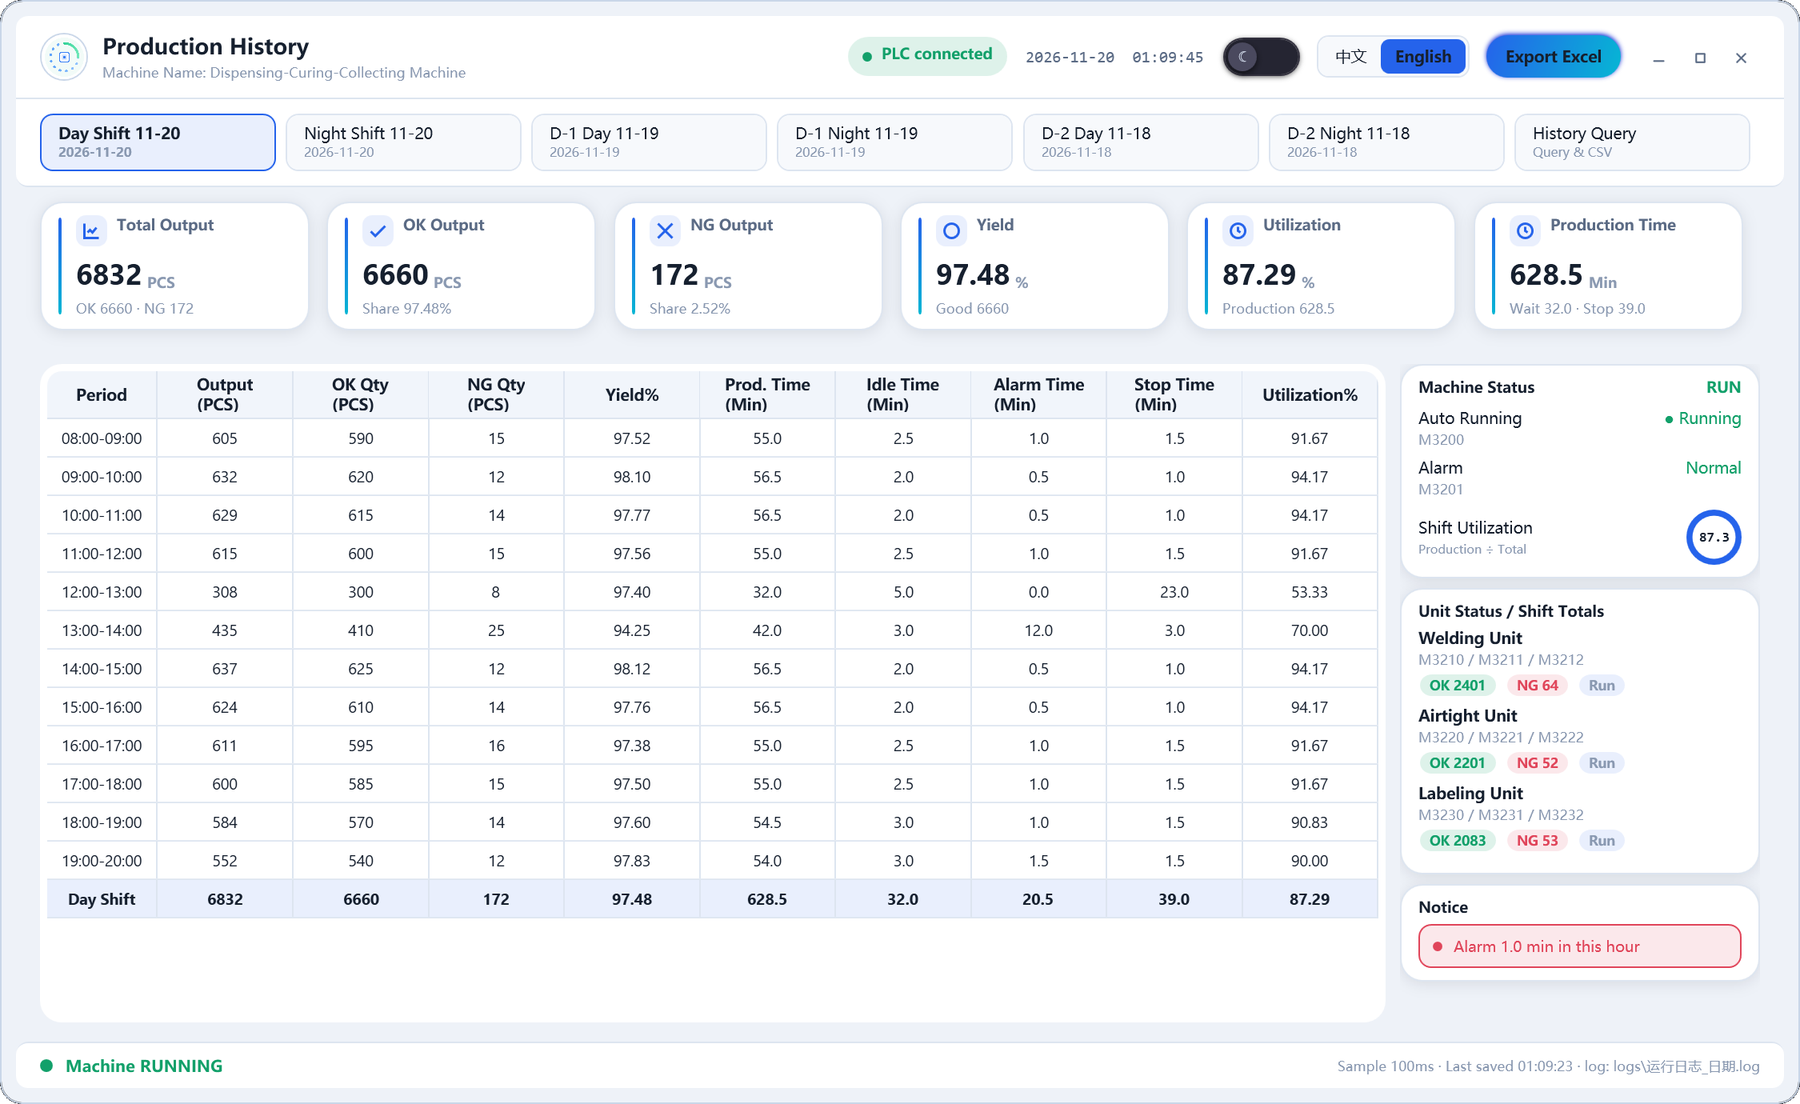 Production History
Machine Name: Dispensing-Curing-Collecting Machine
PLC connected
2026-11-20 01:09:45
中文
English
Export Excel
Day Shift 11-20
2026-11-20
Night Shift 11-20
2026-11-20
D-1 Day 11-19
2026-11-19
D-1 Night 11-19
2026-11-19
D-2 Day 11-18
2026-11-18
D-2 Night 11-18
2026-11-18
History Query
Query & CSV
Total Output
6832 PCS
OK 6660 · NG 172
OK Output
6660 PCS
Share 97.48%
NG Output
172 PCS
Share 2.52%
Yield
97.48 %
Good 6660
Utilization
87.29 %
Production 628.5
Production Time
628.5 Min
Wait 32.0 · Stop 39.0
Period Output (PCS) OK Qty (PCS) NG Qty (PCS) Yield% Prod. Time (Min) Idle Time (Min) Alarm Time (Min) Stop Time (Min) Utilization%
08:00-09:00 605 590 15 97.52 55.0 2.5 1.0 1.5 91.67
09:00-10:00 632 620 12 98.10 56.5 2.0 0.5 1.0 94.17
10:00-11:00 629 615 14 97.77 56.5 2.0 0.5 1.0 94.17
11:00-12:00 615 600 15 97.56 55.0 2.5 1.0 1.5 91.67
12:00-13:00 308 300 8 97.40 32.0 5.0 0.0 23.0 53.33
13:00-14:00 435 410 25 94.25 42.0 3.0 12.0 3.0 70.00
14:00-15:00 637 625 12 98.12 56.5 2.0 0.5 1.0 94.17
15:00-16:00 624 610 14 97.76 56.5 2.0 0.5 1.0 94.17
16:00-17:00 611 595 16 97.38 55.0 2.5 1.0 1.5 91.67
17:00-18:00 600 585 15 97.50 55.0 2.5 1.0 1.5 91.67
18:00-19:00 584 570 14 97.60 54.5 3.0 1.0 1.5 90.83
19:00-20:00 552 540 12 97.83 54.0 3.0 1.5 1.5 90.00
Day Shift 6832 6660 172 97.48 628.5 32.0 20.5 39.0 87.29
Machine Status RUN
Auto Running ● Running
M3200
Alarm Normal
M3201
Shift Utilization 87.3
Production ÷ Total
Unit Status / Shift Totals
Welding Unit
M3210 / M3211 / M3212
OK 2401 NG 64 Run
Airtight Unit
M3220 / M3221 / M3222
OK 2201 NG 52 Run
Labeling Unit
M3230 / M3231 / M3232
OK 2083 NG 53 Run
Notice
Alarm 1.0 min in this hour
Machine RUNNING
Sample 100ms · Last saved 01:09:23 · log: logs\运行日志_日期.log